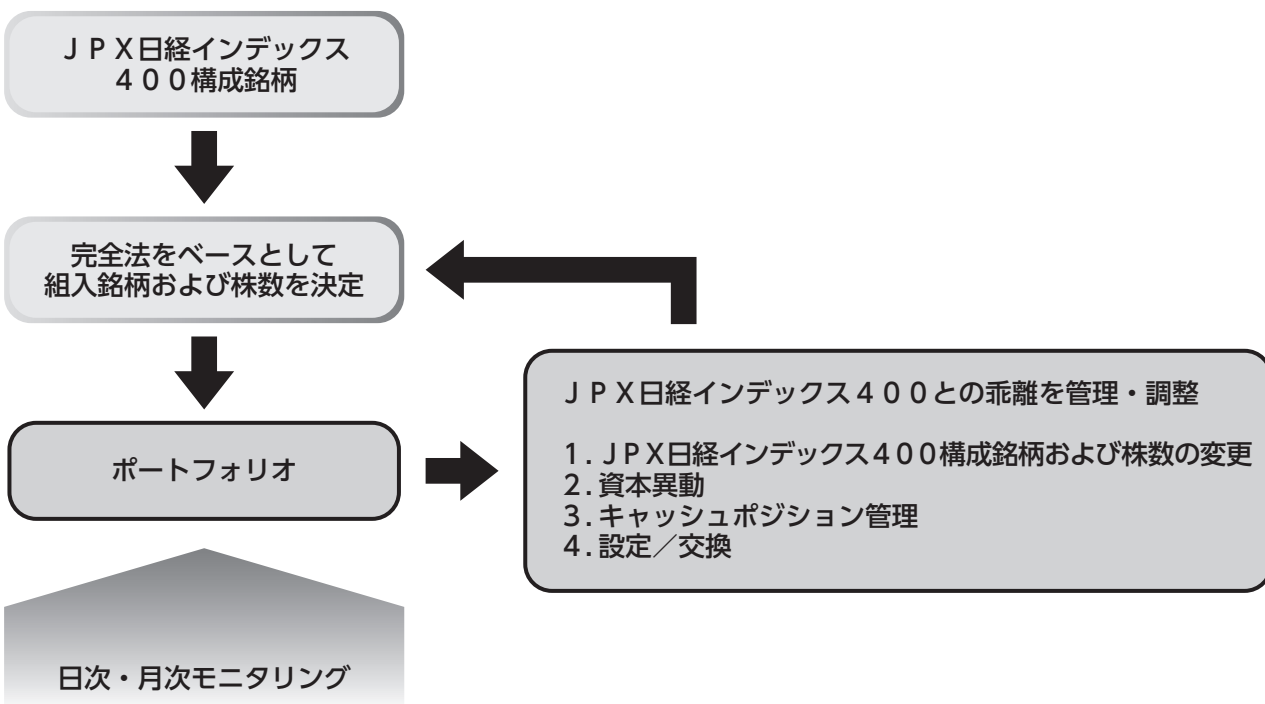 ＪＰＸ日経インデックス
４００構成銘柄
完全法をベースとして
組入銘柄および株数を決定
ポートフォリオ
ＪＰＸ日経インデックス４００との乖離を管理・調整
１．ＪＰＸ日経インデックス４００構成銘柄および株数の変更
２．資本異動
３．キャッシュポジション管理
４．設定／交換
日次・月次モニタリング